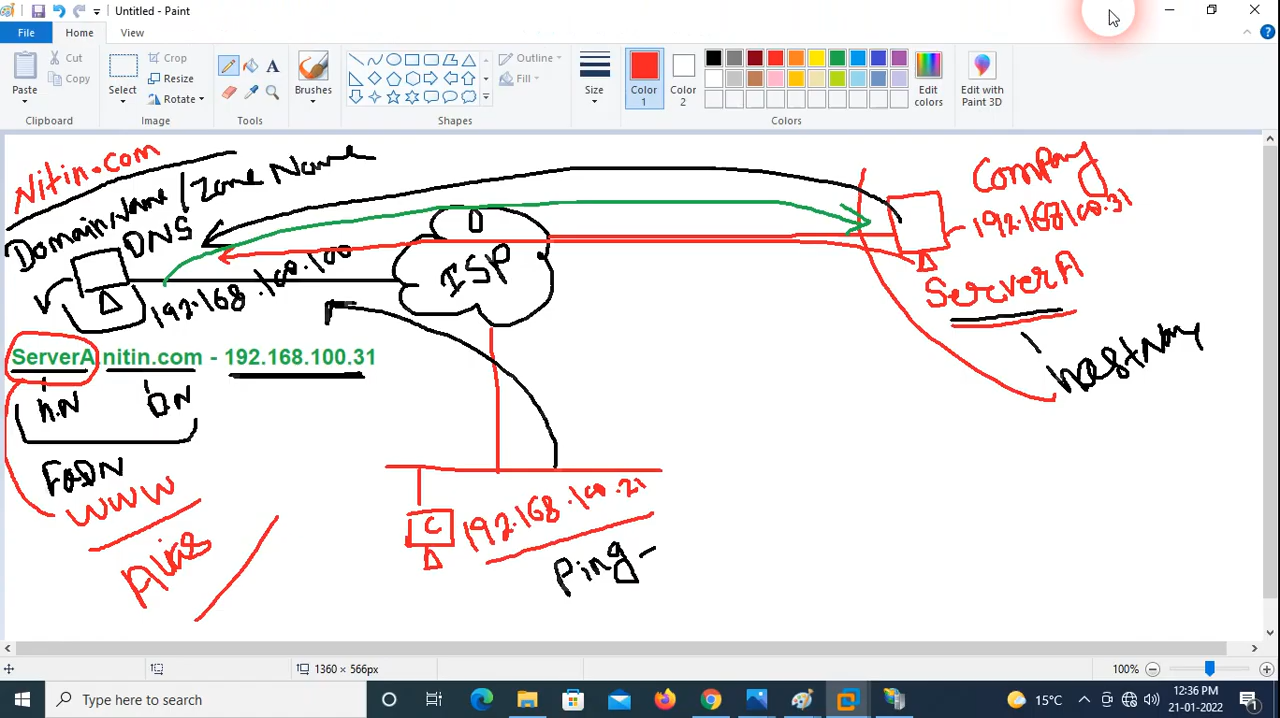 Untitled - Paint
File Home View
Paste
Cut
Copy
Clipboard
Select
Crop
Resize
Rotate
Image
Tools
Brushes
Shapes
Outline
Fill
Size
Color 1
Color 2
Colors
Edit colors
Edit with Paint 3D
Nitin.com
Domain Name / Zone Name
DNS
192.168.100.100
ISP
Company
192.168.100.31
ServerA
hostName
ServerA.nitin.com - 192.168.100.31
h.N
DN
FQDN
WWW
Alias
C
192.168.100.21
Ping -
1360 × 566px
100%
Type here to search
15°C
12:36 PM
21-01-2022
1